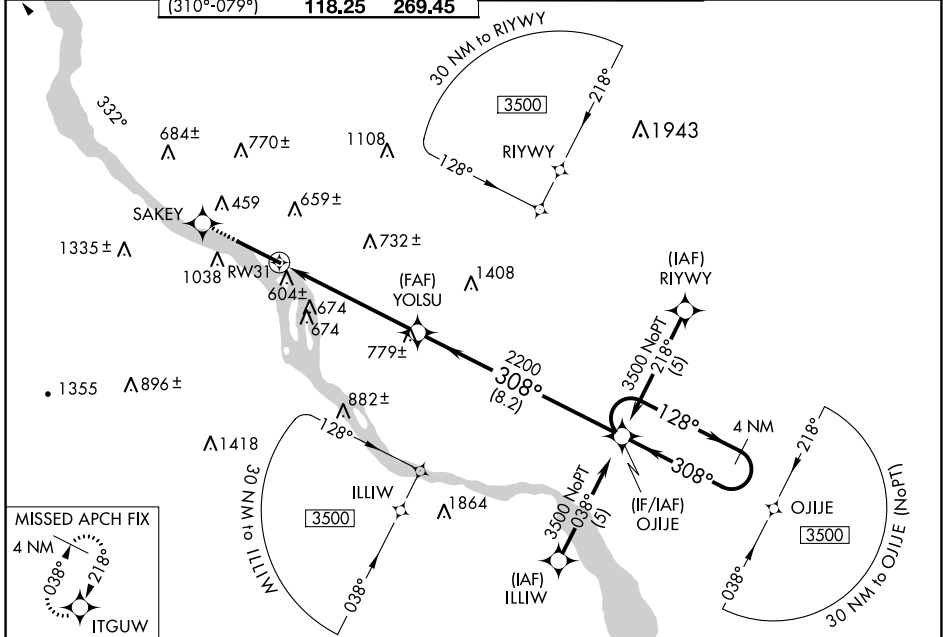 (310°-079°) 118.25 269.45
30 NM to RIYWY
3500
218°
RIYWY
128°
1943
332°
684±
770±
1108
SAKEY
459
659±
1335±
1038
RW31
732±
604±
674
674
(FAF)
YOLSU
1408
779±
(IAF)
RIYWY
3500 NoPT
218°
(5)
2200
308°
(8.2)
128°
4 NM
308°
1355
896±
882±
1418
128°
30 NM to ILLIW
ILLIW
3500
1864
038°
3500 NoPT
038°
(5)
(IF/IAF)
OJIJE
(IAF)
ILLIW
218°
OJIJE
3500
038°
30 NM to OJIJE (NoPT)
MISSED APCH FIX
4 NM
038°
218°
ITGUW